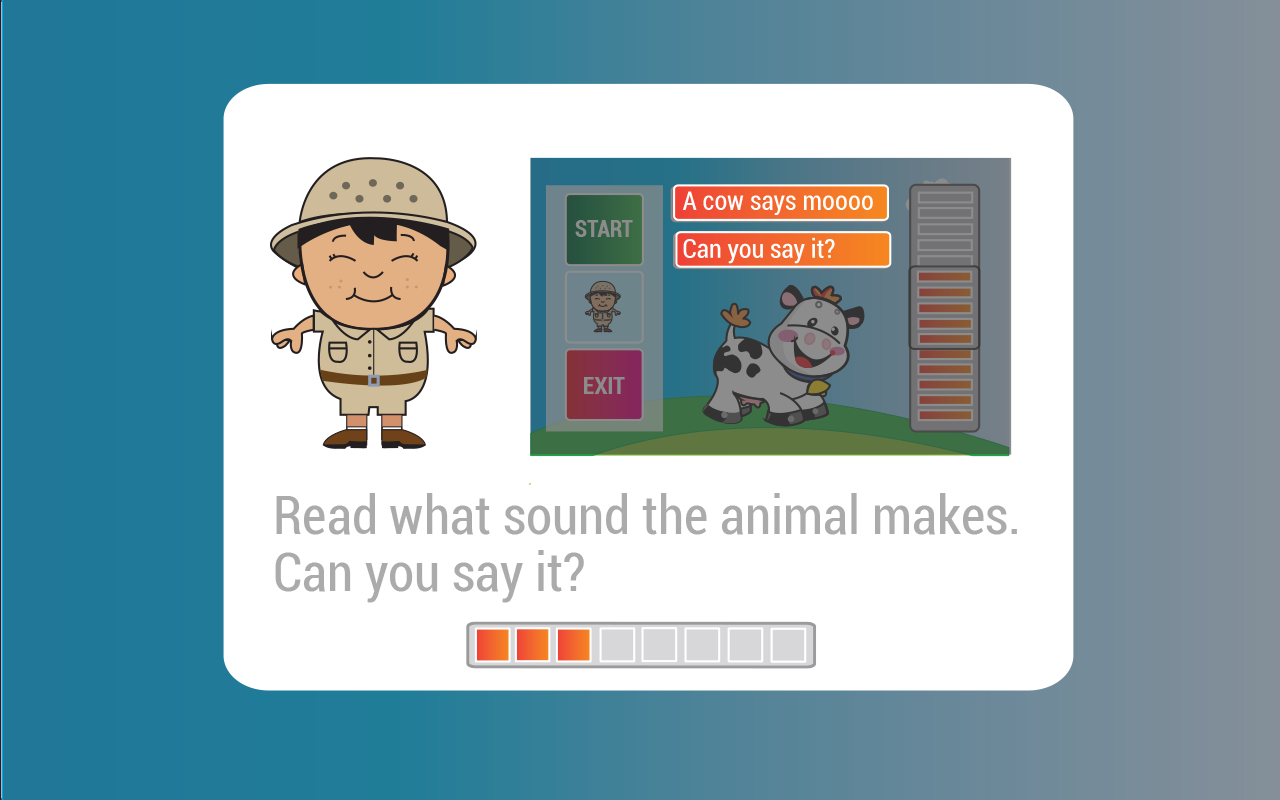 START
EXIT
A cow says moooo
Can you say it?
Read what sound the animal makes.
Can you say it?